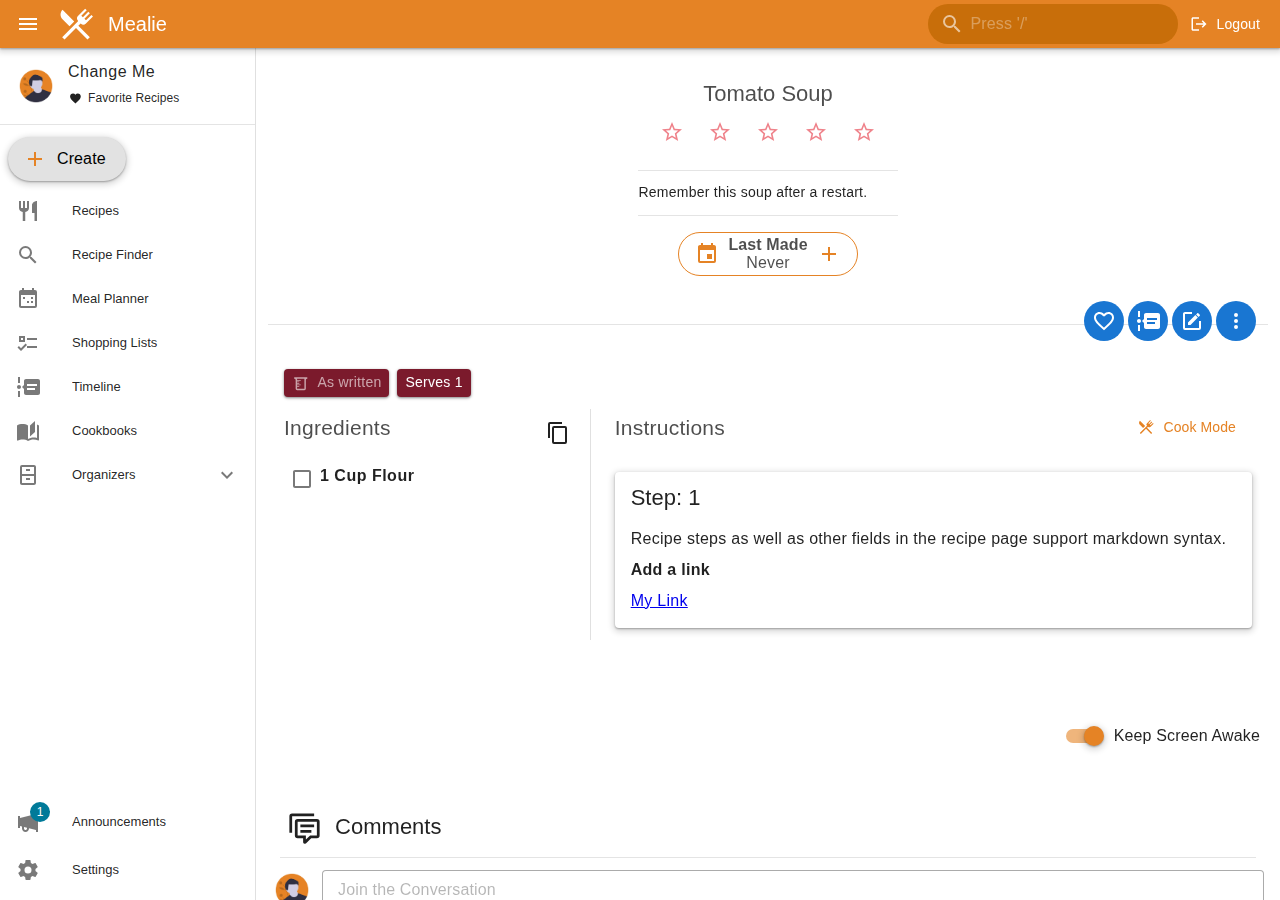 Mealie
Press '/'
Logout
Change Me
Favorite Recipes
Create
Recipes
Recipe Finder
Meal Planner
Shopping Lists
Timeline
Cookbooks
Organizers
1
Announcements
Settings
Tomato Soup
Remember this soup after a restart.
Last Made
Never
As written
Serves 1
Ingredients
1 Cup Flour
Instructions
Cook Mode
Step: 1
Recipe steps as well as other fields in the recipe page support markdown syntax.
Add a link
My Link
Keep Screen Awake
Comments
Join the Conversation